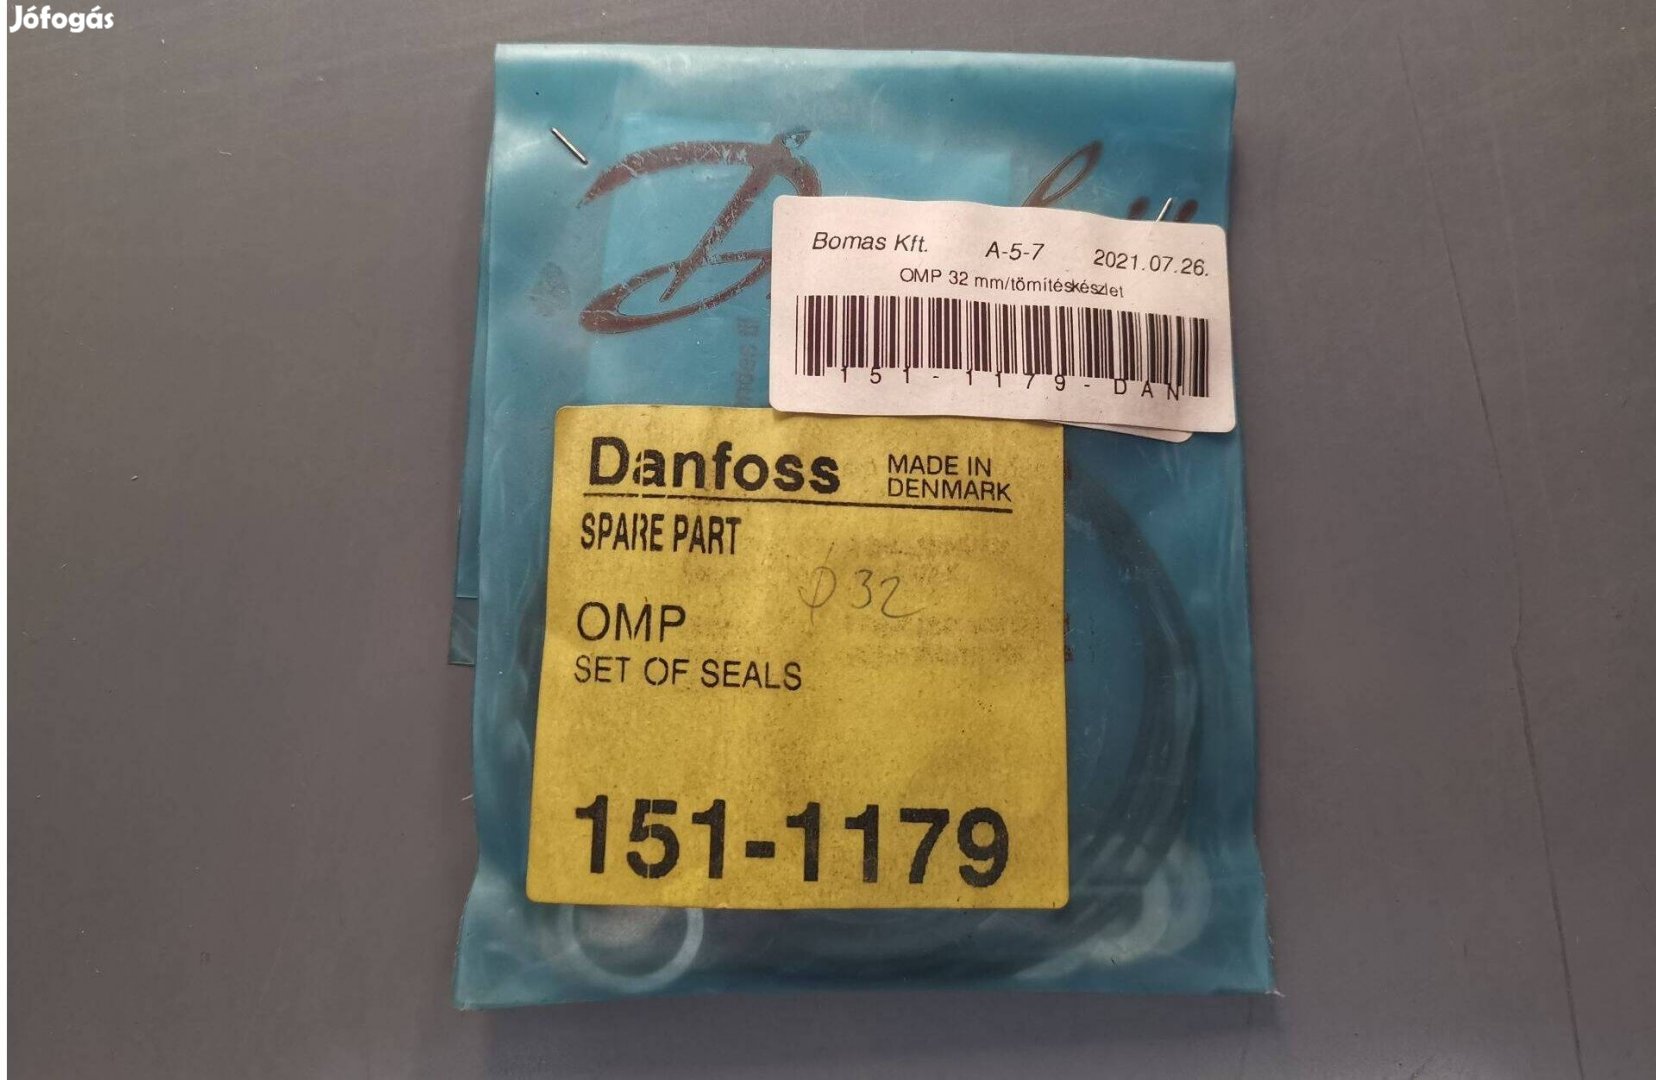 Jófogás
Bomas Kft. A-5-7 2021.07.26.
OMP 32 mm/tömítéskészlet
151-1179-DAN
Danfoss MADE IN
DENMARK
SPARE PART
Ø32
OMP
SET OF SEALS
151-1179